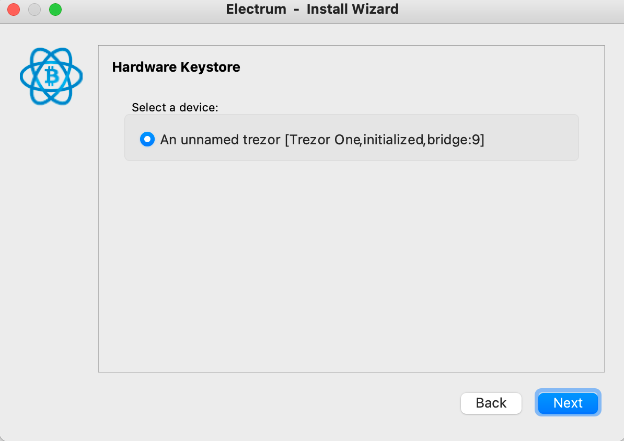 Electrum - Install Wizard
Hardware Keystore
Select a device:
An unnamed trezor [Trezor One,initialized,bridge:9]
Back
Next